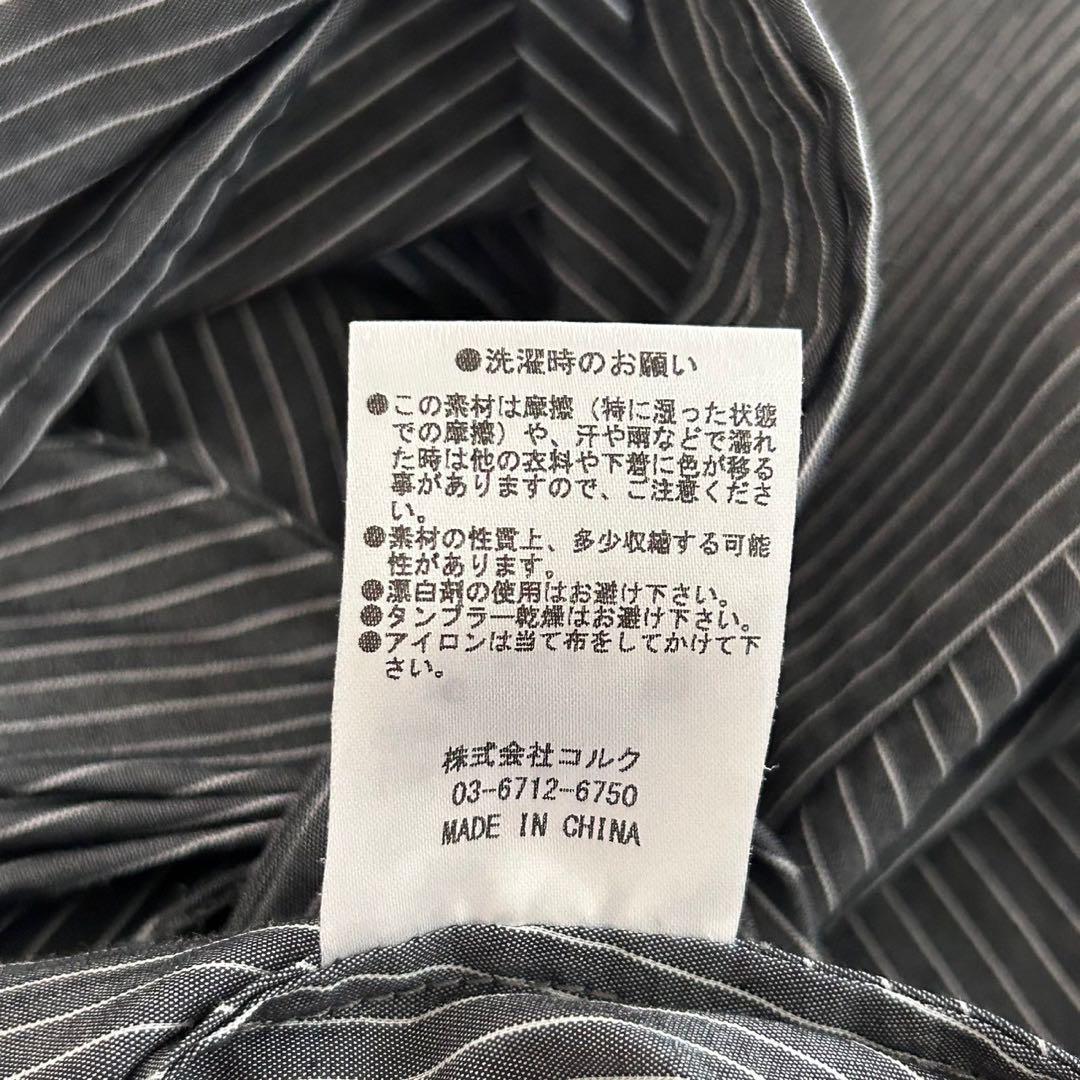 ●洗濯時のお願い
●この素材は摩擦（特に湿った状態
での摩擦）や、汗や雨などで濡れ
た時は他の衣料や下着に色が移る
事がありますので、ご注意くださ
い。
●素材の性質上、多少収縮する可能
性があります。
●漂白剤の使用はお避け下さい。
●タンブラー乾燥はお避け下さい。
●アイロンは当て布をしてかけて下
さい。
株式会社コルク
03-6712-6750
MADE IN CHINA